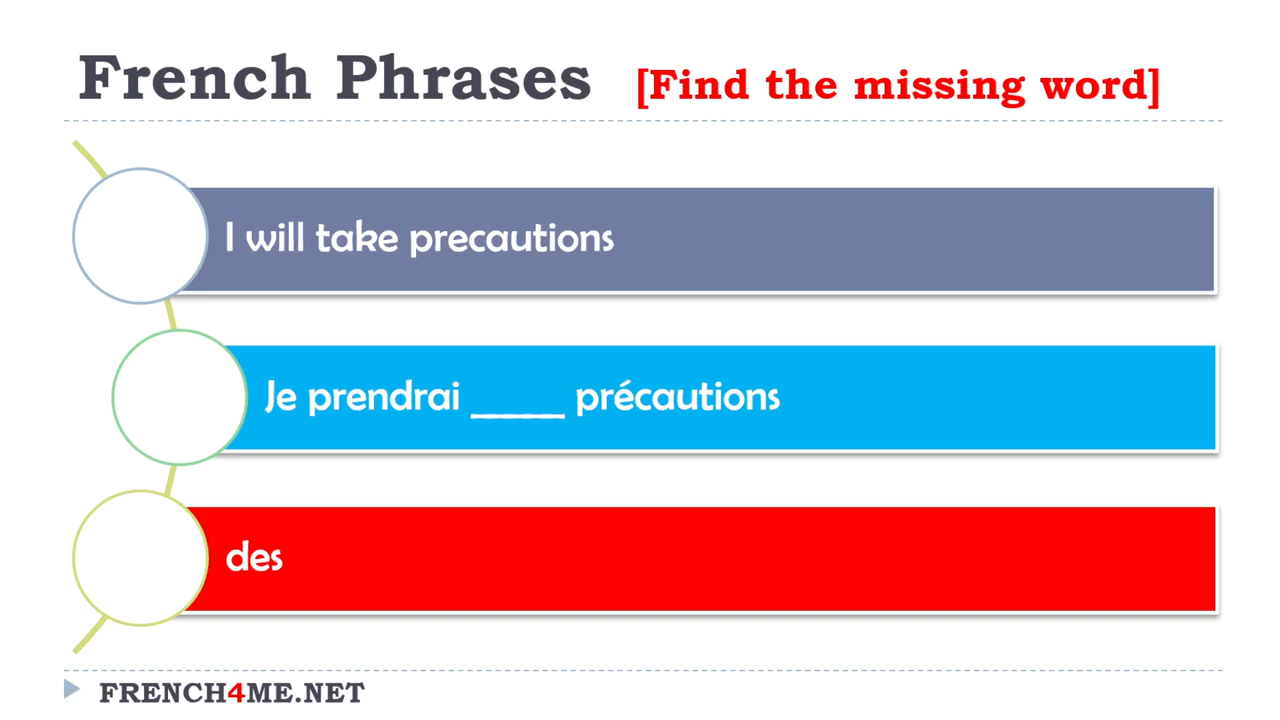 French Phrases [Find the missing word]
I will take precautions
Je prendrai _____ précautions
des
FRENCH4ME.NET